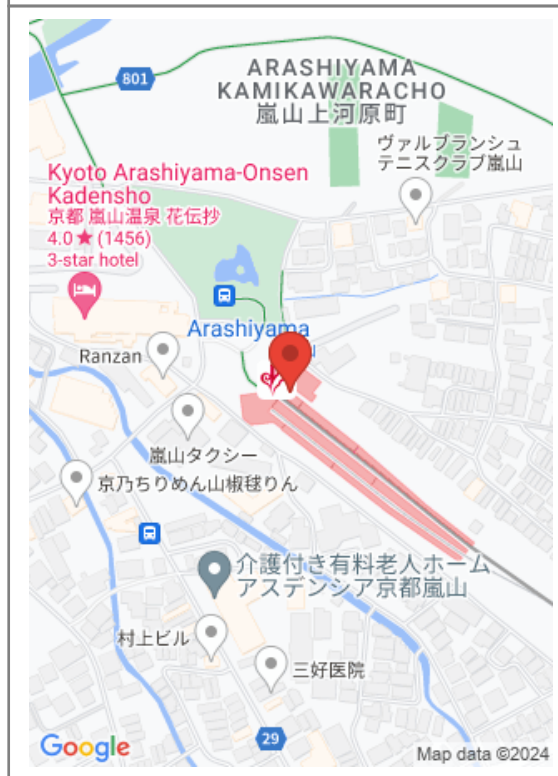 801
ARASHIYAMA
KAMIKAWARACHO
嵐山上河原町
ヴァルブランシュ
テニスクラブ嵐山
Kyoto Arashiyama-Onsen
Kadensho
京都 嵐山温泉 花伝抄
4.0★(1456)
3-star hotel
Arashiyama
Ranzan
嵐山タクシー
京乃ちりめん山椒毬りん
介護付き有料老人ホーム
アスデンシア京都嵐山
村上ビル
三好医院
29
Google
Map data ©2024